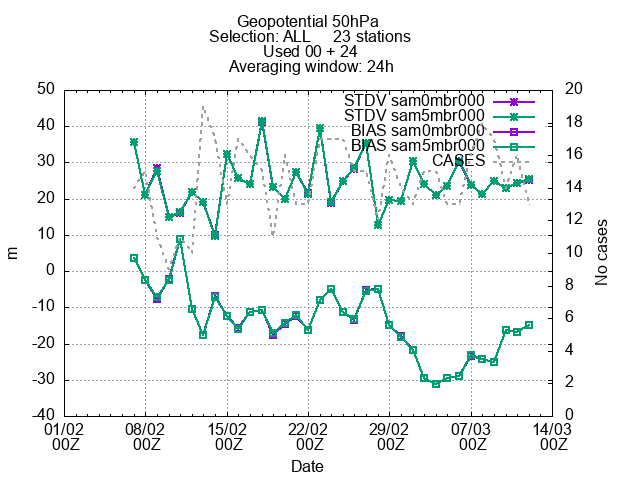 Geopotential 50hPa
Selection: ALL 23 stations
Used 00 + 24
Averaging window: 24h
STDV sam0mbr000
STDV sam5mbr000
BIAS sam0mbr000
BIAS sam5mbr000
CASES
50
40
30
20
10
0
-10
-20
-30
-40
m
20
18
16
14
12
10
8
6
4
2
0
No cases
01/02 08/02 15/02 22/02 29/02 07/03 14/03
00Z 00Z 00Z 00Z 00Z 00Z 00Z
Date